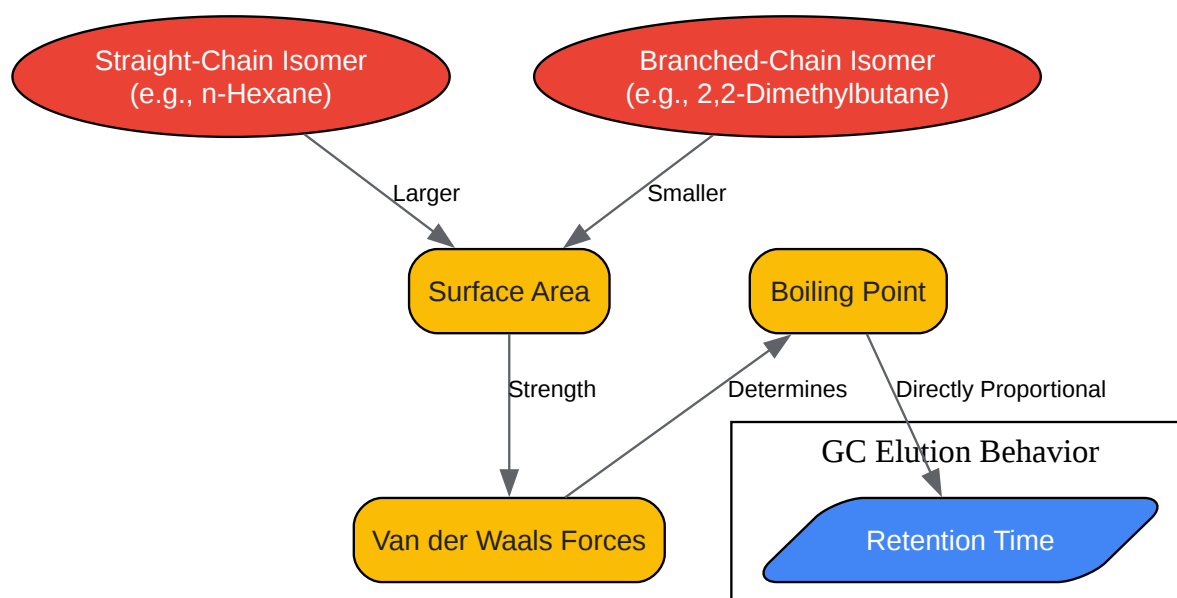 Straight-Chain Isomer
(e.g., n-Hexane)
Branched-Chain Isomer
(e.g., 2,2-Dimethylbutane)
Larger
Smaller
Surface Area
Boiling Point
Strength
Determines
Directly Proportional
GC Elution Behavior
Van der Waals Forces
Retention Time